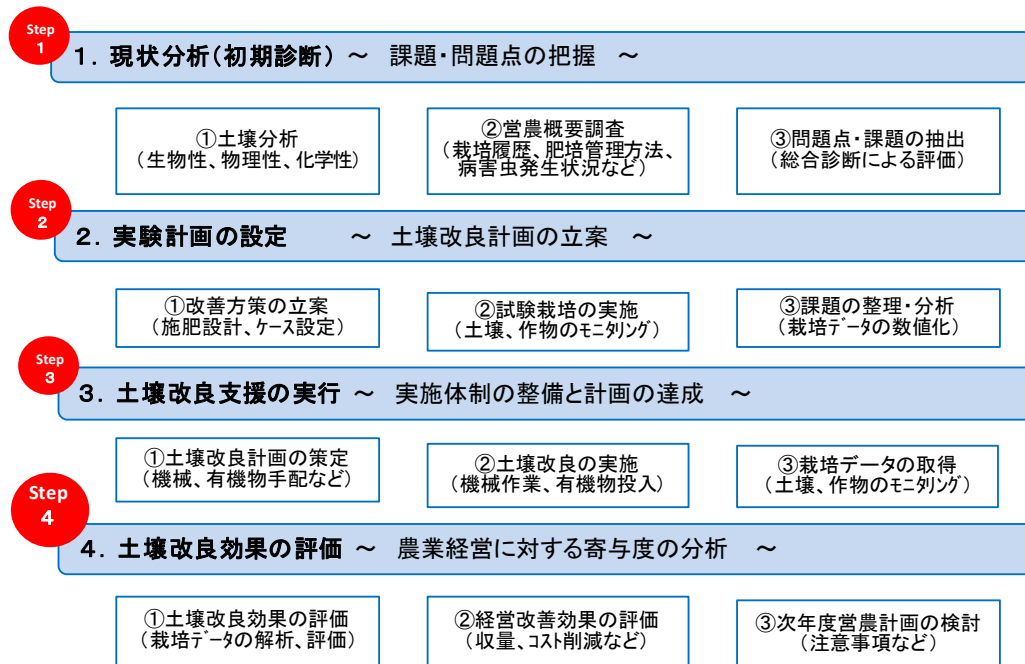 Step
1
1．現状分析（初期診断）～ 課題・問題点の把握 ～
①土壌分析
（生物性、物理性、化学性）
②営農概要調査
（栽培履歴、肥培管理方法、
病害虫発生状況など）
③問題点・課題の抽出
（総合診断による評価）
Step
2
2．実験計画の設定 ～ 土壌改良計画の立案 ～
①改善方策の立案
（施肥設計、ｹｰｽ設定）
②試験栽培の実施
（土壌、作物のﾓﾆﾀﾘﾝｸﾞ）
③課題の整理・分析
（栽培ﾃﾞｰﾀの数値化）
Step
3
3．土壌改良支援の実行 ～ 実施体制の整備と計画の達成 ～
①土壌改良計画の策定
（機械、有機物手配など）
②土壌改良の実施
（機械作業、有機物投入）
③栽培データの取得
（土壌、作物のﾓﾆﾀﾘﾝｸﾞ）
Step
4
4．土壌改良効果の評価 ～ 農業経営に対する寄与度の分析 ～
①土壌改良効果の評価
（栽培ﾃﾞｰﾀの解析、評価）
②経営改善効果の評価
（収量、ｺｽﾄ削減など）
③次年度営農計画の検討
（注意事項など）